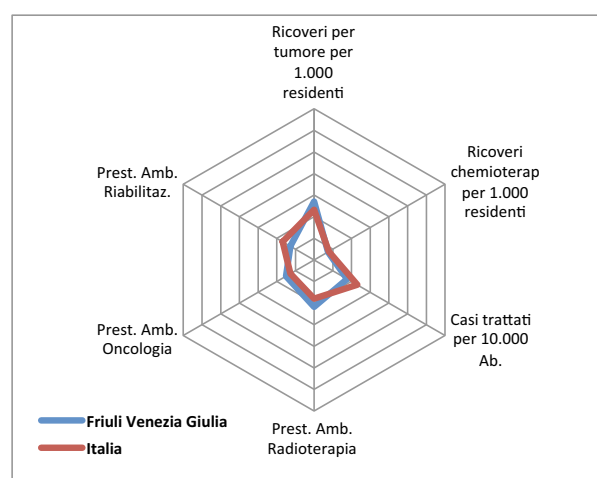 Ricoveri per
tumore per
1.000
residenti
Ricoveri
chemioterap
per 1.000
residenti
Casi trattati
per 10.000
Ab.
Prest. Amb.
Radioterapia
Prest. Amb.
Oncologia
Prest. Amb.
Riabilitaz.
Friuli Venezia Giulia
Italia